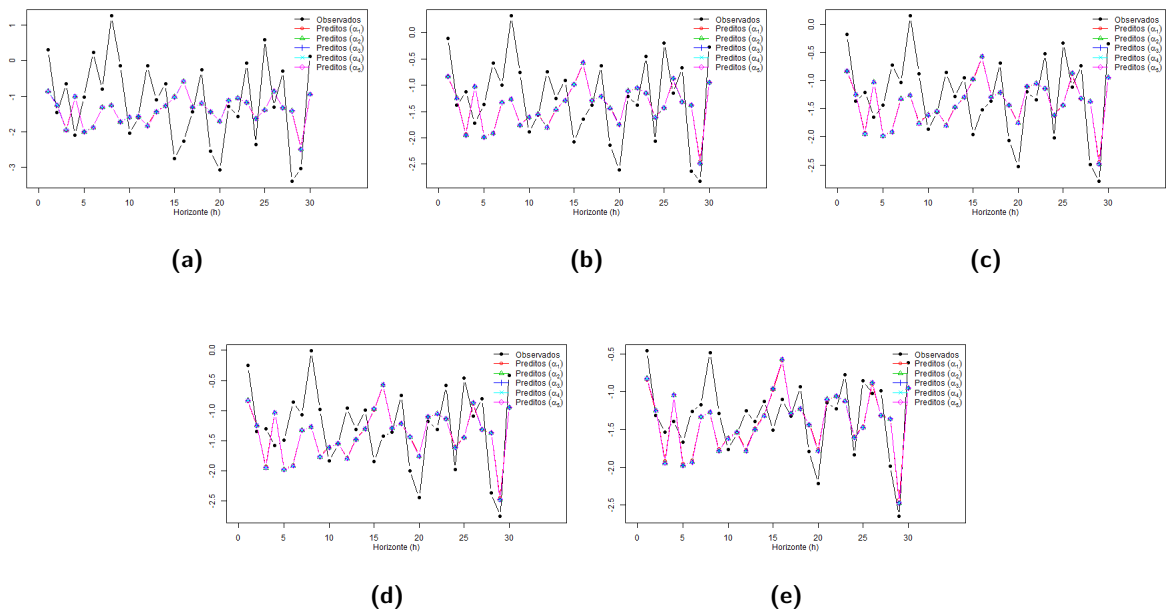 1
0
-1
-2
-3
Observados
Preditos (α1)
Preditos (α2)
Preditos (α3)
Preditos (α4)
Preditos (α5)
0 5 10 15 20 25 30
Horizonte (h)
(a)
0.0
-0.5
-1.0
-1.5
-2.0
-2.5
Observados
Preditos (α1)
Preditos (α2)
Preditos (α3)
Preditos (α4)
Preditos (α5)
0 5 10 15 20 25 30
Horizonte (h)
(b)
0.0
-0.5
-1.0
-1.5
-2.0
-2.5
Observados
Preditos (α1)
Preditos (α2)
Preditos (α3)
Preditos (α4)
Preditos (α5)
0 5 10 15 20 25 30
Horizonte (h)
(c)
0.0
-0.5
-1.0
-1.5
-2.0
-2.5
Observados
Preditos (α1)
Preditos (α2)
Preditos (α3)
Preditos (α4)
Preditos (α5)
0 5 10 15 20 25 30
Horizonte (h)
(d)
-0.5
-1.0
-1.5
-2.0
-2.5
Observados
Preditos (α1)
Preditos (α2)
Preditos (α3)
Preditos (α4)
Preditos (α5)
0 5 10 15 20 25 30
Horizonte (h)
(e)